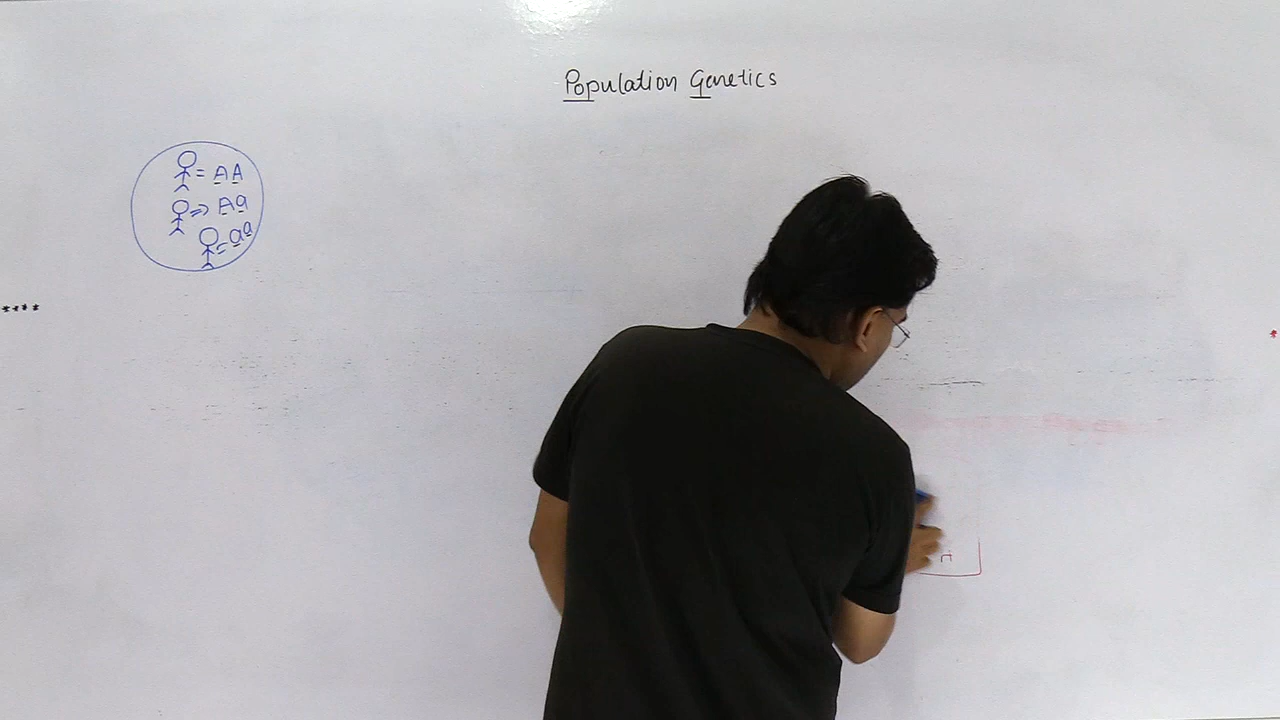 Population Genetics
= AA
=> Aa
= aa
****
*